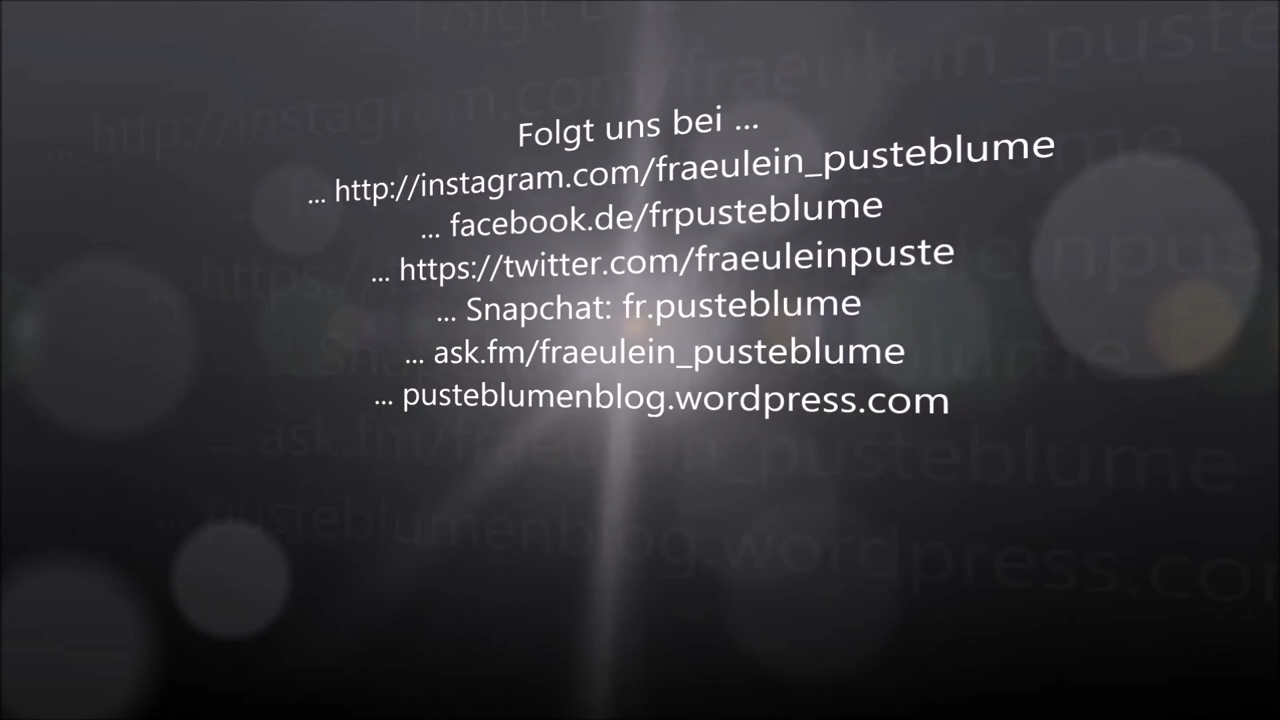 Folgt uns bei ...
... http://instagram.com/fraeulein_pusteblume
... facebook.de/frpusteblume
... https://twitter.com/fraeuleinpuste
... Snapchat: fr.pusteblume
... ask.fm/fraeulein_pusteblume
... pusteblumenblog.wordpress.com